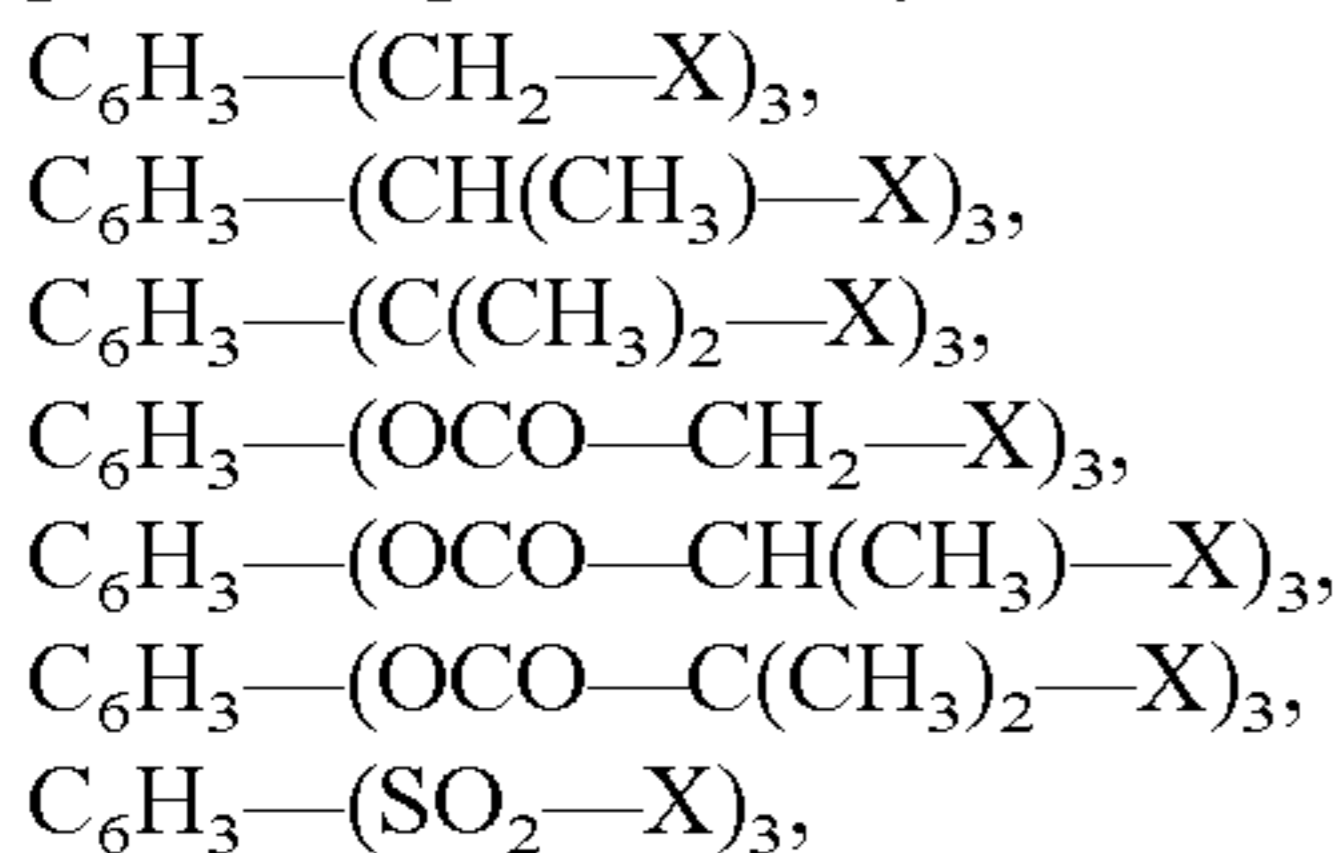 C₆H₃—(CH₂—X)₃,
C₆H₃—(CH(CH₃)—X)₃,
C₆H₃—(C(CH₃)₂—X)₃,
C₆H₃—(OCO—CH₂—X)₃,
C₆H₃—(OCO—CH(CH₃)—X)₃,
C₆H₃—(OCO—C(CH₃)₂—X)₃,
C₆H₃—(SO₂—X)₃,